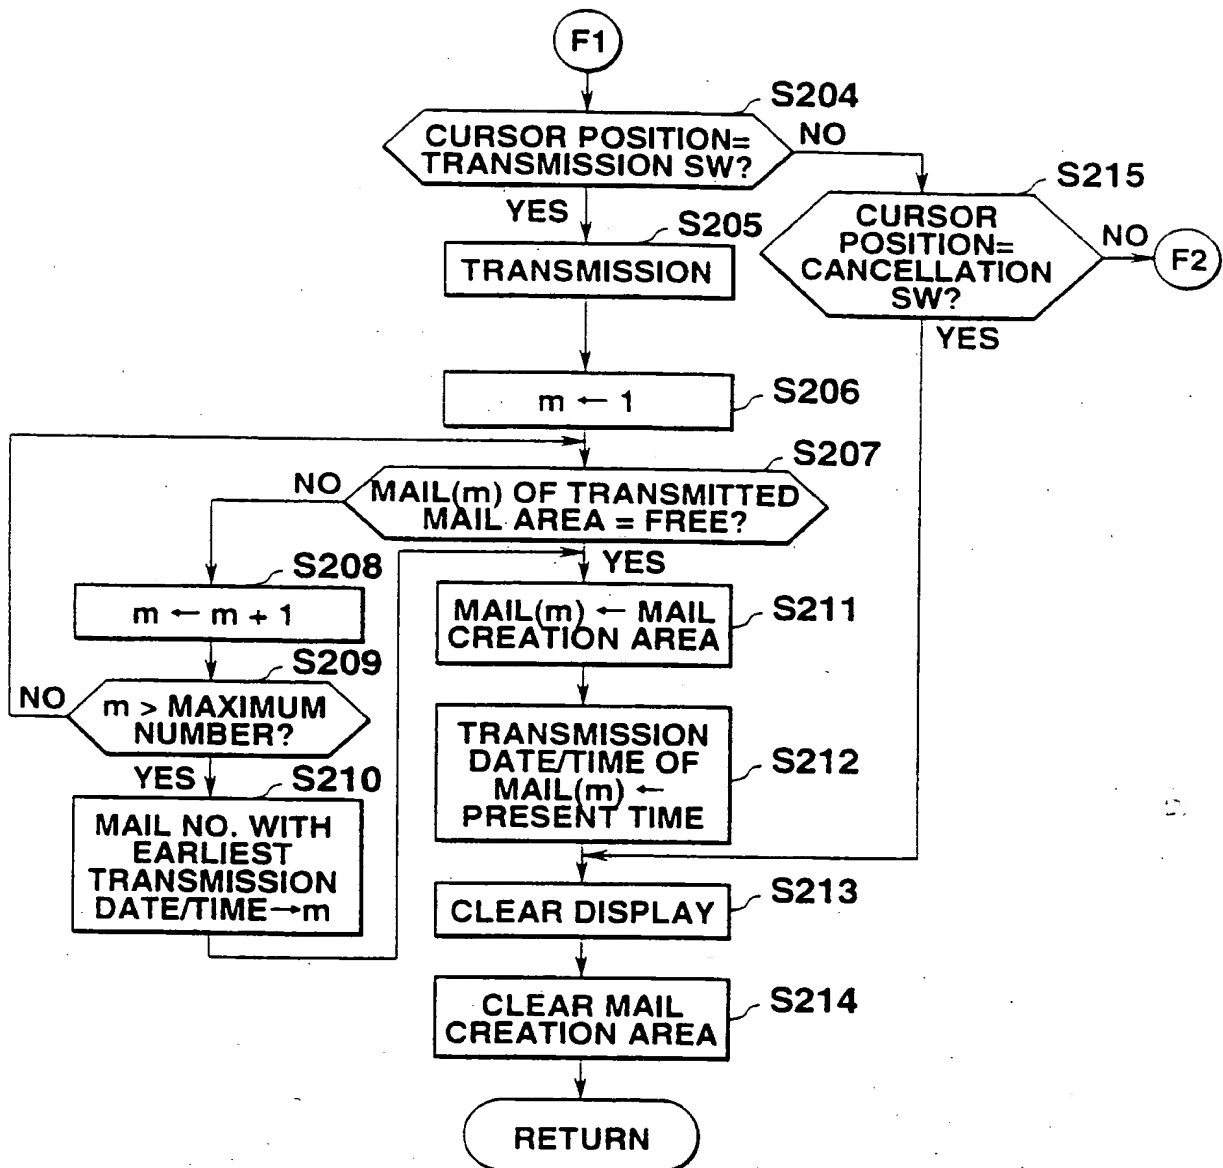 F1
S204
CURSOR POSITION=
TRANSMISSION SW?
NO
S215
CURSOR
POSITION=
CANCELLATION
SW?
NO
F2
YES
YES
S205
TRANSMISSION
m ← 1
S206
S207
NO
MAIL(m) OF TRANSMITTED
MAIL AREA = FREE?
YES
S208
m ← m + 1
S209
NO
m > MAXIMUM
NUMBER?
YES
S210
MAIL NO. WITH
EARLIEST
TRANSMISSION
DATE/TIME→m
MAIL(m) ← MAIL
CREATION AREA
S211
TRANSMISSION
DATE/TIME OF
MAIL(m) ←
PRESENT TIME
S212
CLEAR DISPLAY
S213
CLEAR MAIL
CREATION AREA
S214
RETURN